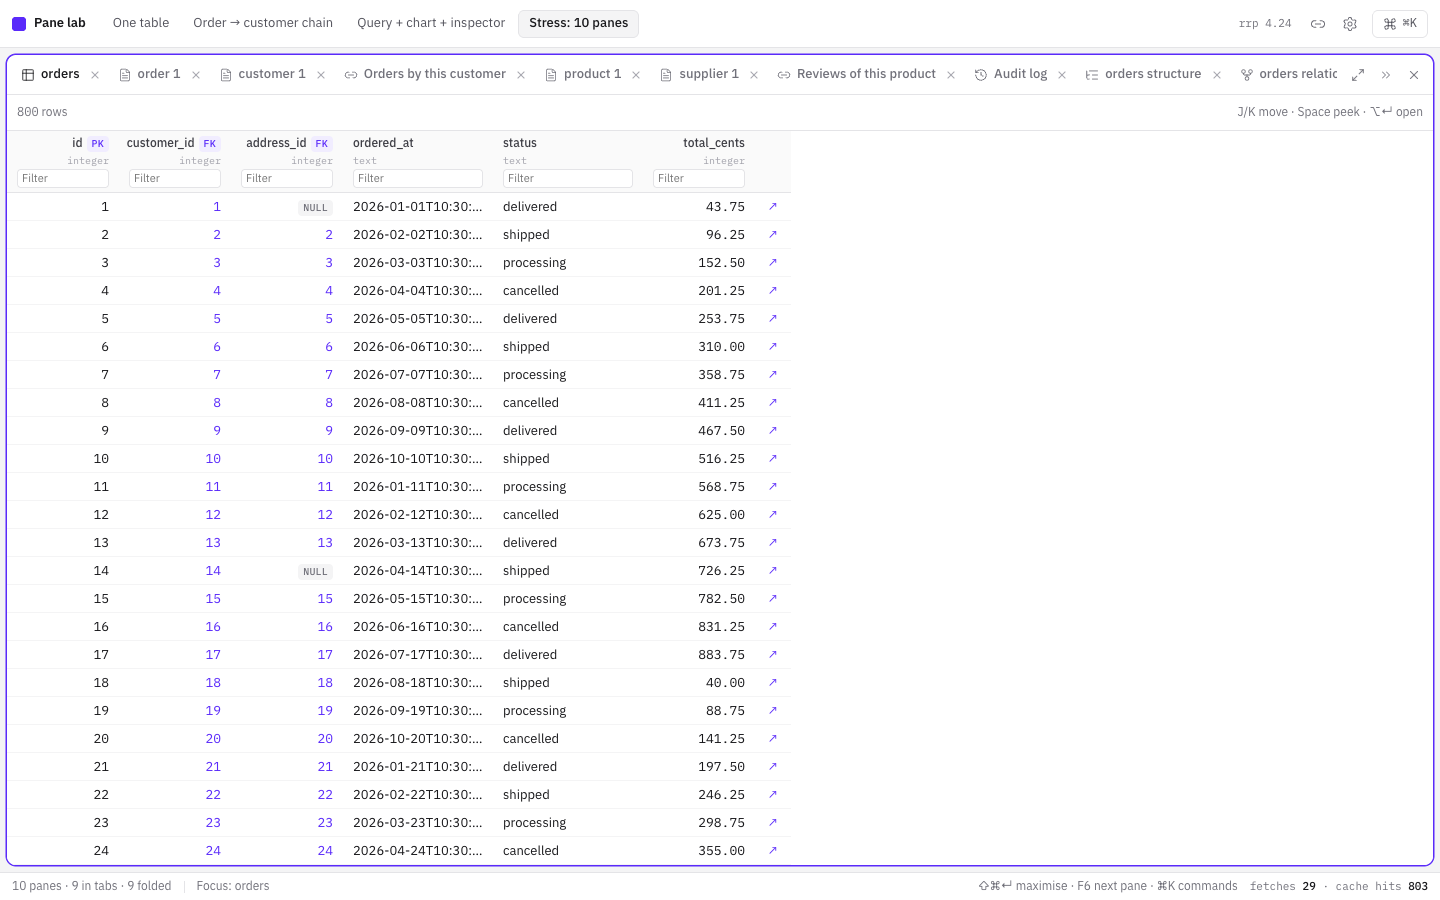 Pane lab One table Order → customer chain Query + chart + inspector Stress: 10 panes rrp 4.24 ⌘ ⌘K
orders × order 1 × customer 1 × Orders by this customer × product 1 × supplier 1 × Reviews of this product × Audit log × orders structure × orders relatic » ×
800 rows J/K move · Space peek · ⌥↵ open
id PK customer_id FK address_id FK ordered_at status total_cents
integer integer integer text text integer
Filter Filter Filter Filter Filter Filter
1 1 NULL 2026-01-01T10:30:… delivered 43.75 ↗
2 2 2 2026-02-02T10:30:… shipped 96.25 ↗
3 3 3 2026-03-03T10:30:… processing 152.50 ↗
4 4 4 2026-04-04T10:30:… cancelled 201.25 ↗
5 5 5 2026-05-05T10:30:… delivered 253.75 ↗
6 6 6 2026-06-06T10:30:… shipped 310.00 ↗
7 7 7 2026-07-07T10:30:… processing 358.75 ↗
8 8 8 2026-08-08T10:30:… cancelled 411.25 ↗
9 9 9 2026-09-09T10:30:… delivered 467.50 ↗
10 10 10 2026-10-10T10:30:… shipped 516.25 ↗
11 11 11 2026-01-11T10:30:… processing 568.75 ↗
12 12 12 2026-02-12T10:30:… cancelled 625.00 ↗
13 13 13 2026-03-13T10:30:… delivered 673.75 ↗
14 14 NULL 2026-04-14T10:30:… shipped 726.25 ↗
15 15 15 2026-05-15T10:30:… processing 782.50 ↗
16 16 16 2026-06-16T10:30:… cancelled 831.25 ↗
17 17 17 2026-07-17T10:30:… delivered 883.75 ↗
18 18 18 2026-08-18T10:30:… shipped 40.00 ↗
19 19 19 2026-09-19T10:30:… processing 88.75 ↗
20 20 20 2026-10-20T10:30:… cancelled 141.25 ↗
21 21 21 2026-01-21T10:30:… delivered 197.50 ↗
22 22 22 2026-02-22T10:30:… shipped 246.25 ↗
23 23 23 2026-03-23T10:30:… processing 298.75 ↗
24 24 24 2026-04-24T10:30:… cancelled 355.00 ↗
10 panes · 9 in tabs · 9 folded Focus: orders ⇧⌘↵ maximise · F6 next pane · ⌘K commands fetches 29 · cache hits 803